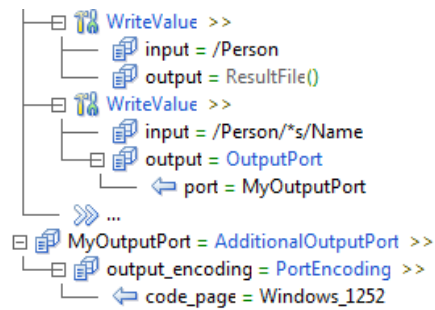 WriteValue >>
input = /Person
output = ResultFile()
WriteValue >>
input = /Person/*s/Name
output = OutputPort
port = MyOutputPort
...
MyOutputPort = AdditionalOutputPort >>
output_encoding = PortEncoding >>
code_page = Windows_1252